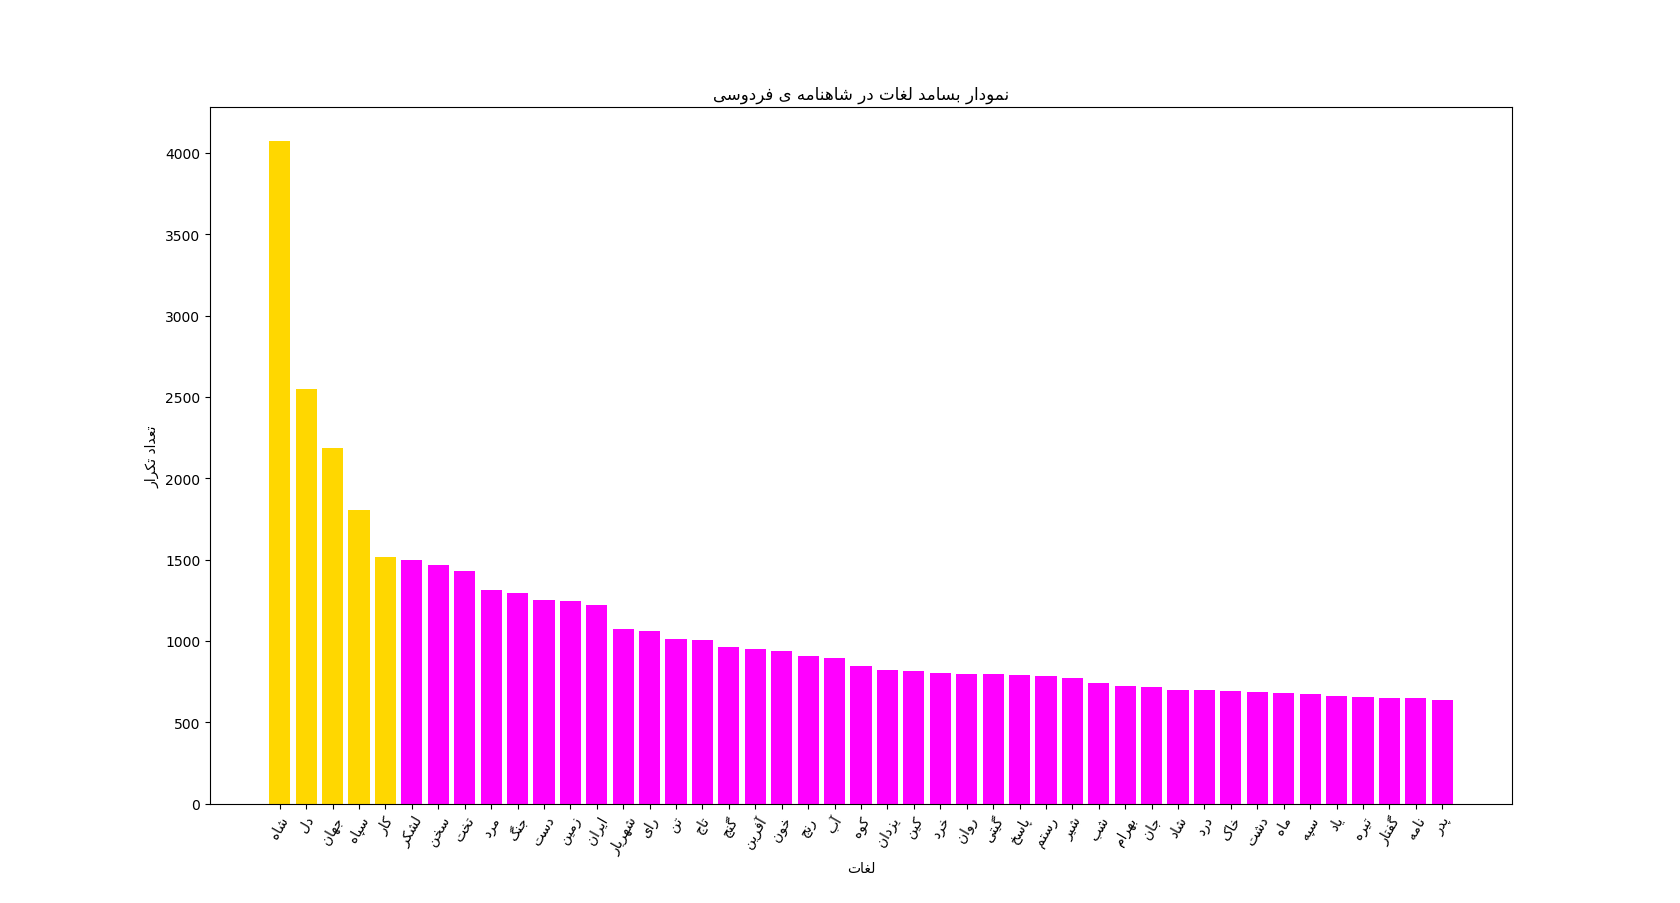 نمودار بسامد لغات در شاهنامه ی فردوسی
تعداد تکرار
4000
3500
3000
2500
2000
1500
1000
500
0
شاه
دل
جهان
سپاه
کار
لشکر
سخن
تخت
مرد
جنگ
دست
زمین
ایران
شهریار
رای
تن
تاج
گنج
آفرین
خون
رنج
آب
کوه
یزدان
کین
خرد
روان
گیتی
پاسخ
رستم
شیر
شب
بهرام
جان
شاد
درد
خاک
دشت
ماه
سیه
یاد
تیره
گفتار
نامه
پدر
لغات